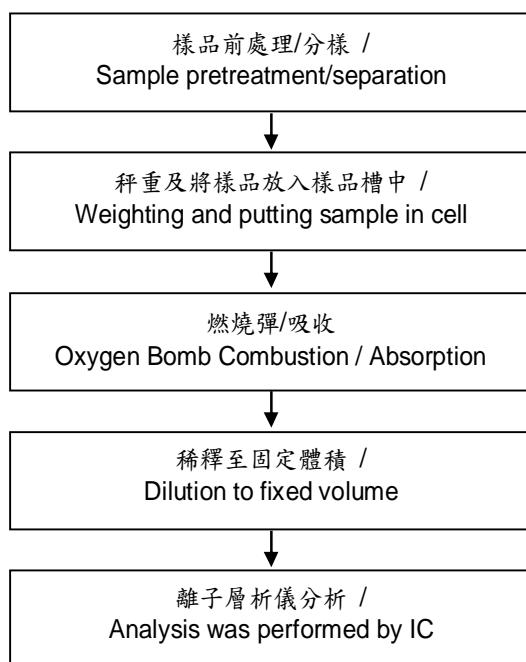 樣品前處理/分樣 /
Sample pretreatment/separation
秤重及將樣品放入樣品槽中 /
Weighting and putting sample in cell
燃燒彈/吸收
Oxygen Bomb Combustion / Absorption
稀釋至固定體積 /
Dilution to fixed volume
離子層析儀分析 /
Analysis was performed by IC